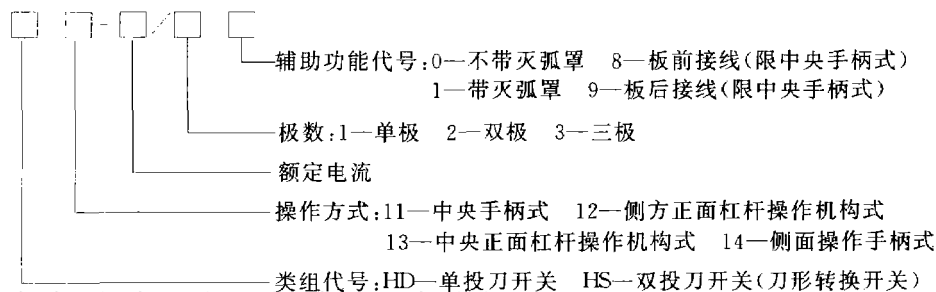 辅助功能代号:0—不带灭弧罩 8—板前接线(限中央手柄式)
1—带灭弧罩 9—板后接线(限中央手柄式)
极数:1—单极 2—双极 3—三极
额定电流
操作方式:11—中央手柄式 12—侧方正面杠杆操作机构式
13—中央正面杠杆操作机构式 14—侧面操作手柄式
类组代号:HD—单投刀开关 HS—双投刀开关(刀形转换开关)